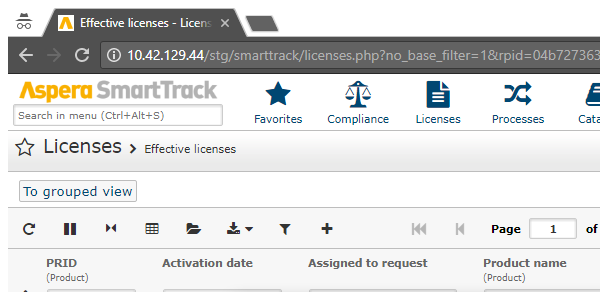 Effective licenses - Licens
10.42.129.44/stg/smarttrack/licenses.php?no_base_filter=1&rpid=04b727363
Aspera SmartTrack
Search in menu (Ctrl+Alt+S)
Favorites Compliance Licenses Processes Cata
Licenses > Effective licenses
To grouped view
Page 1 of
PRID Activation date Assigned to request Product name
(Product) (Product)